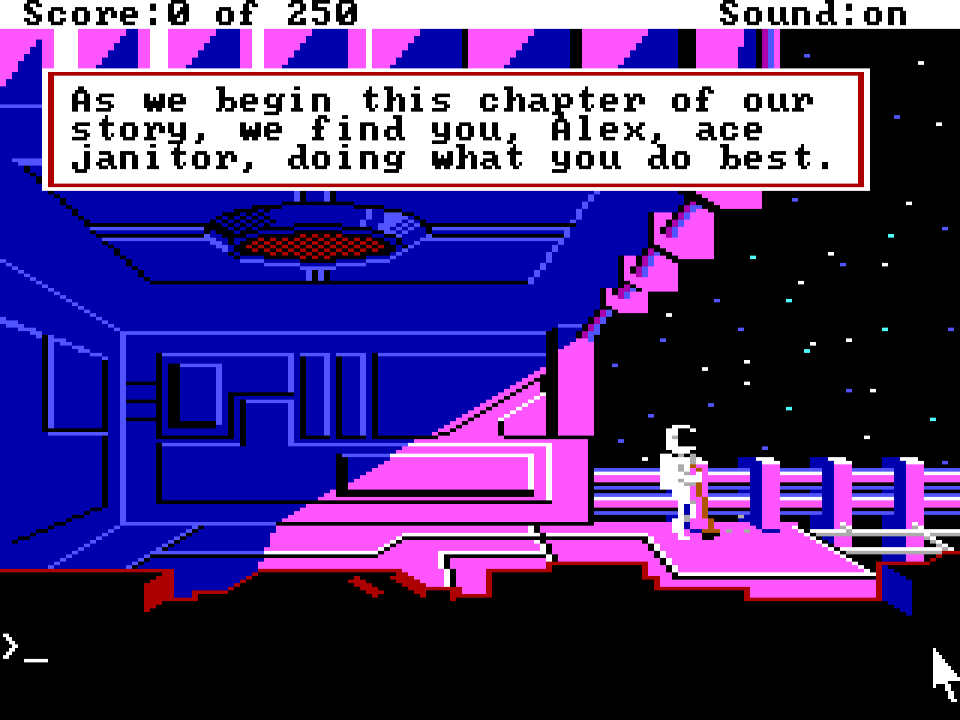 Score:0 of 250 Sound:on
As we begin this chapter of our
story, we find you, Alex, ace
janitor, doing what you do best.
>_